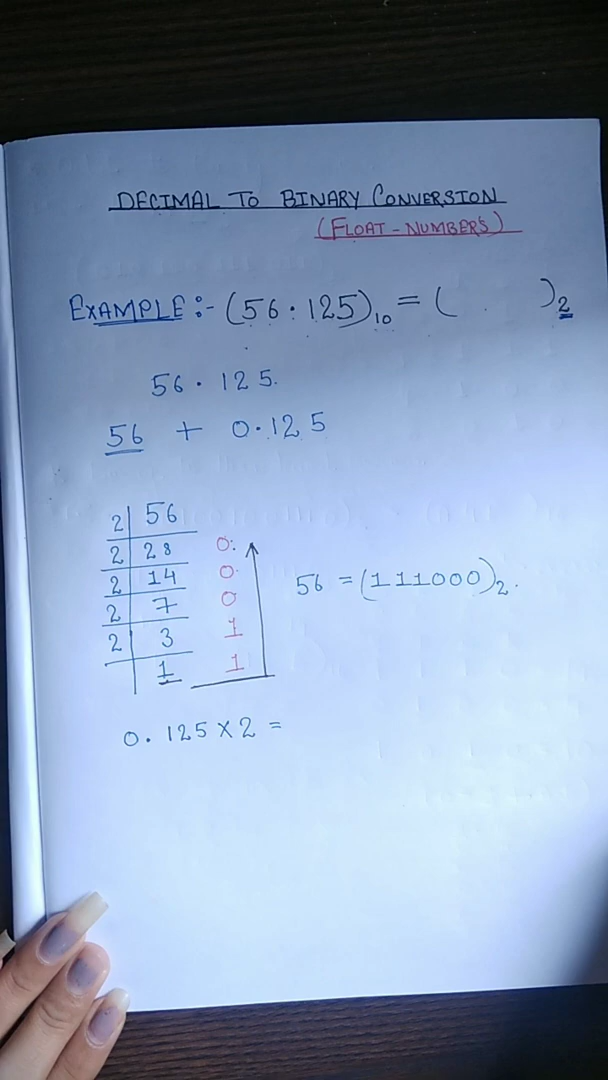 DECIMAL TO BINARY CONVERSION
(FLOAT-NUMBERS)
EXAMPLE:- (56.125)₁₀ = ( . )₂
56.125
56 + 0.125
2 56
2 28 0
2 14 0
2 7 0
2 3 1
1 1
56 = (111000)₂.
0.125×2 =